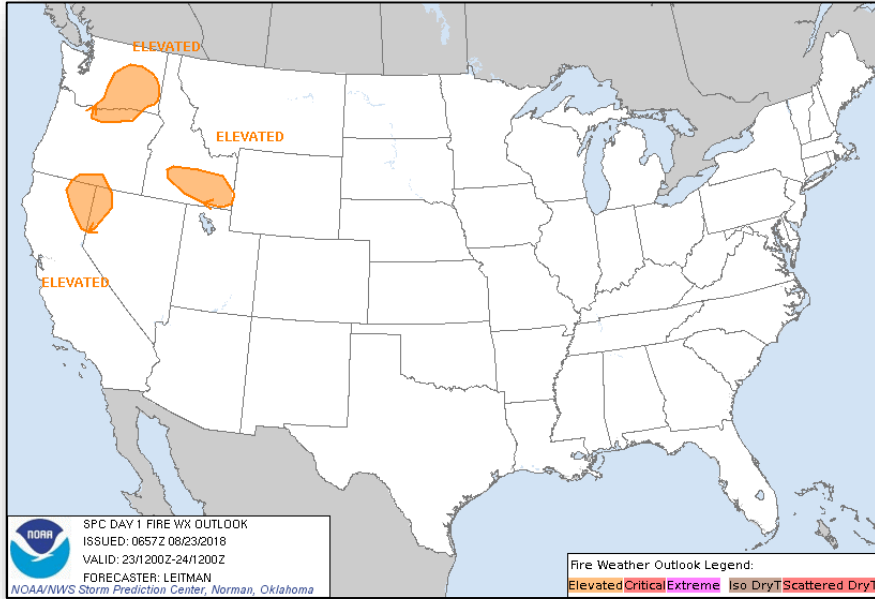 ELEVATED
ELEVATED
ELEVATED
NOAA
SPC DAY 1 FIRE WX OUTLOOK
ISSUED: 0657Z 08/23/2018
VALID: 23/1200Z-24/1200Z
FORECASTER: LEITMAN
NOAA/NWS Storm Prediction Center, Norman, Oklahoma
Fire Weather Outlook Legend:
Elevated Critical Extreme Iso DryT Scattered DryT